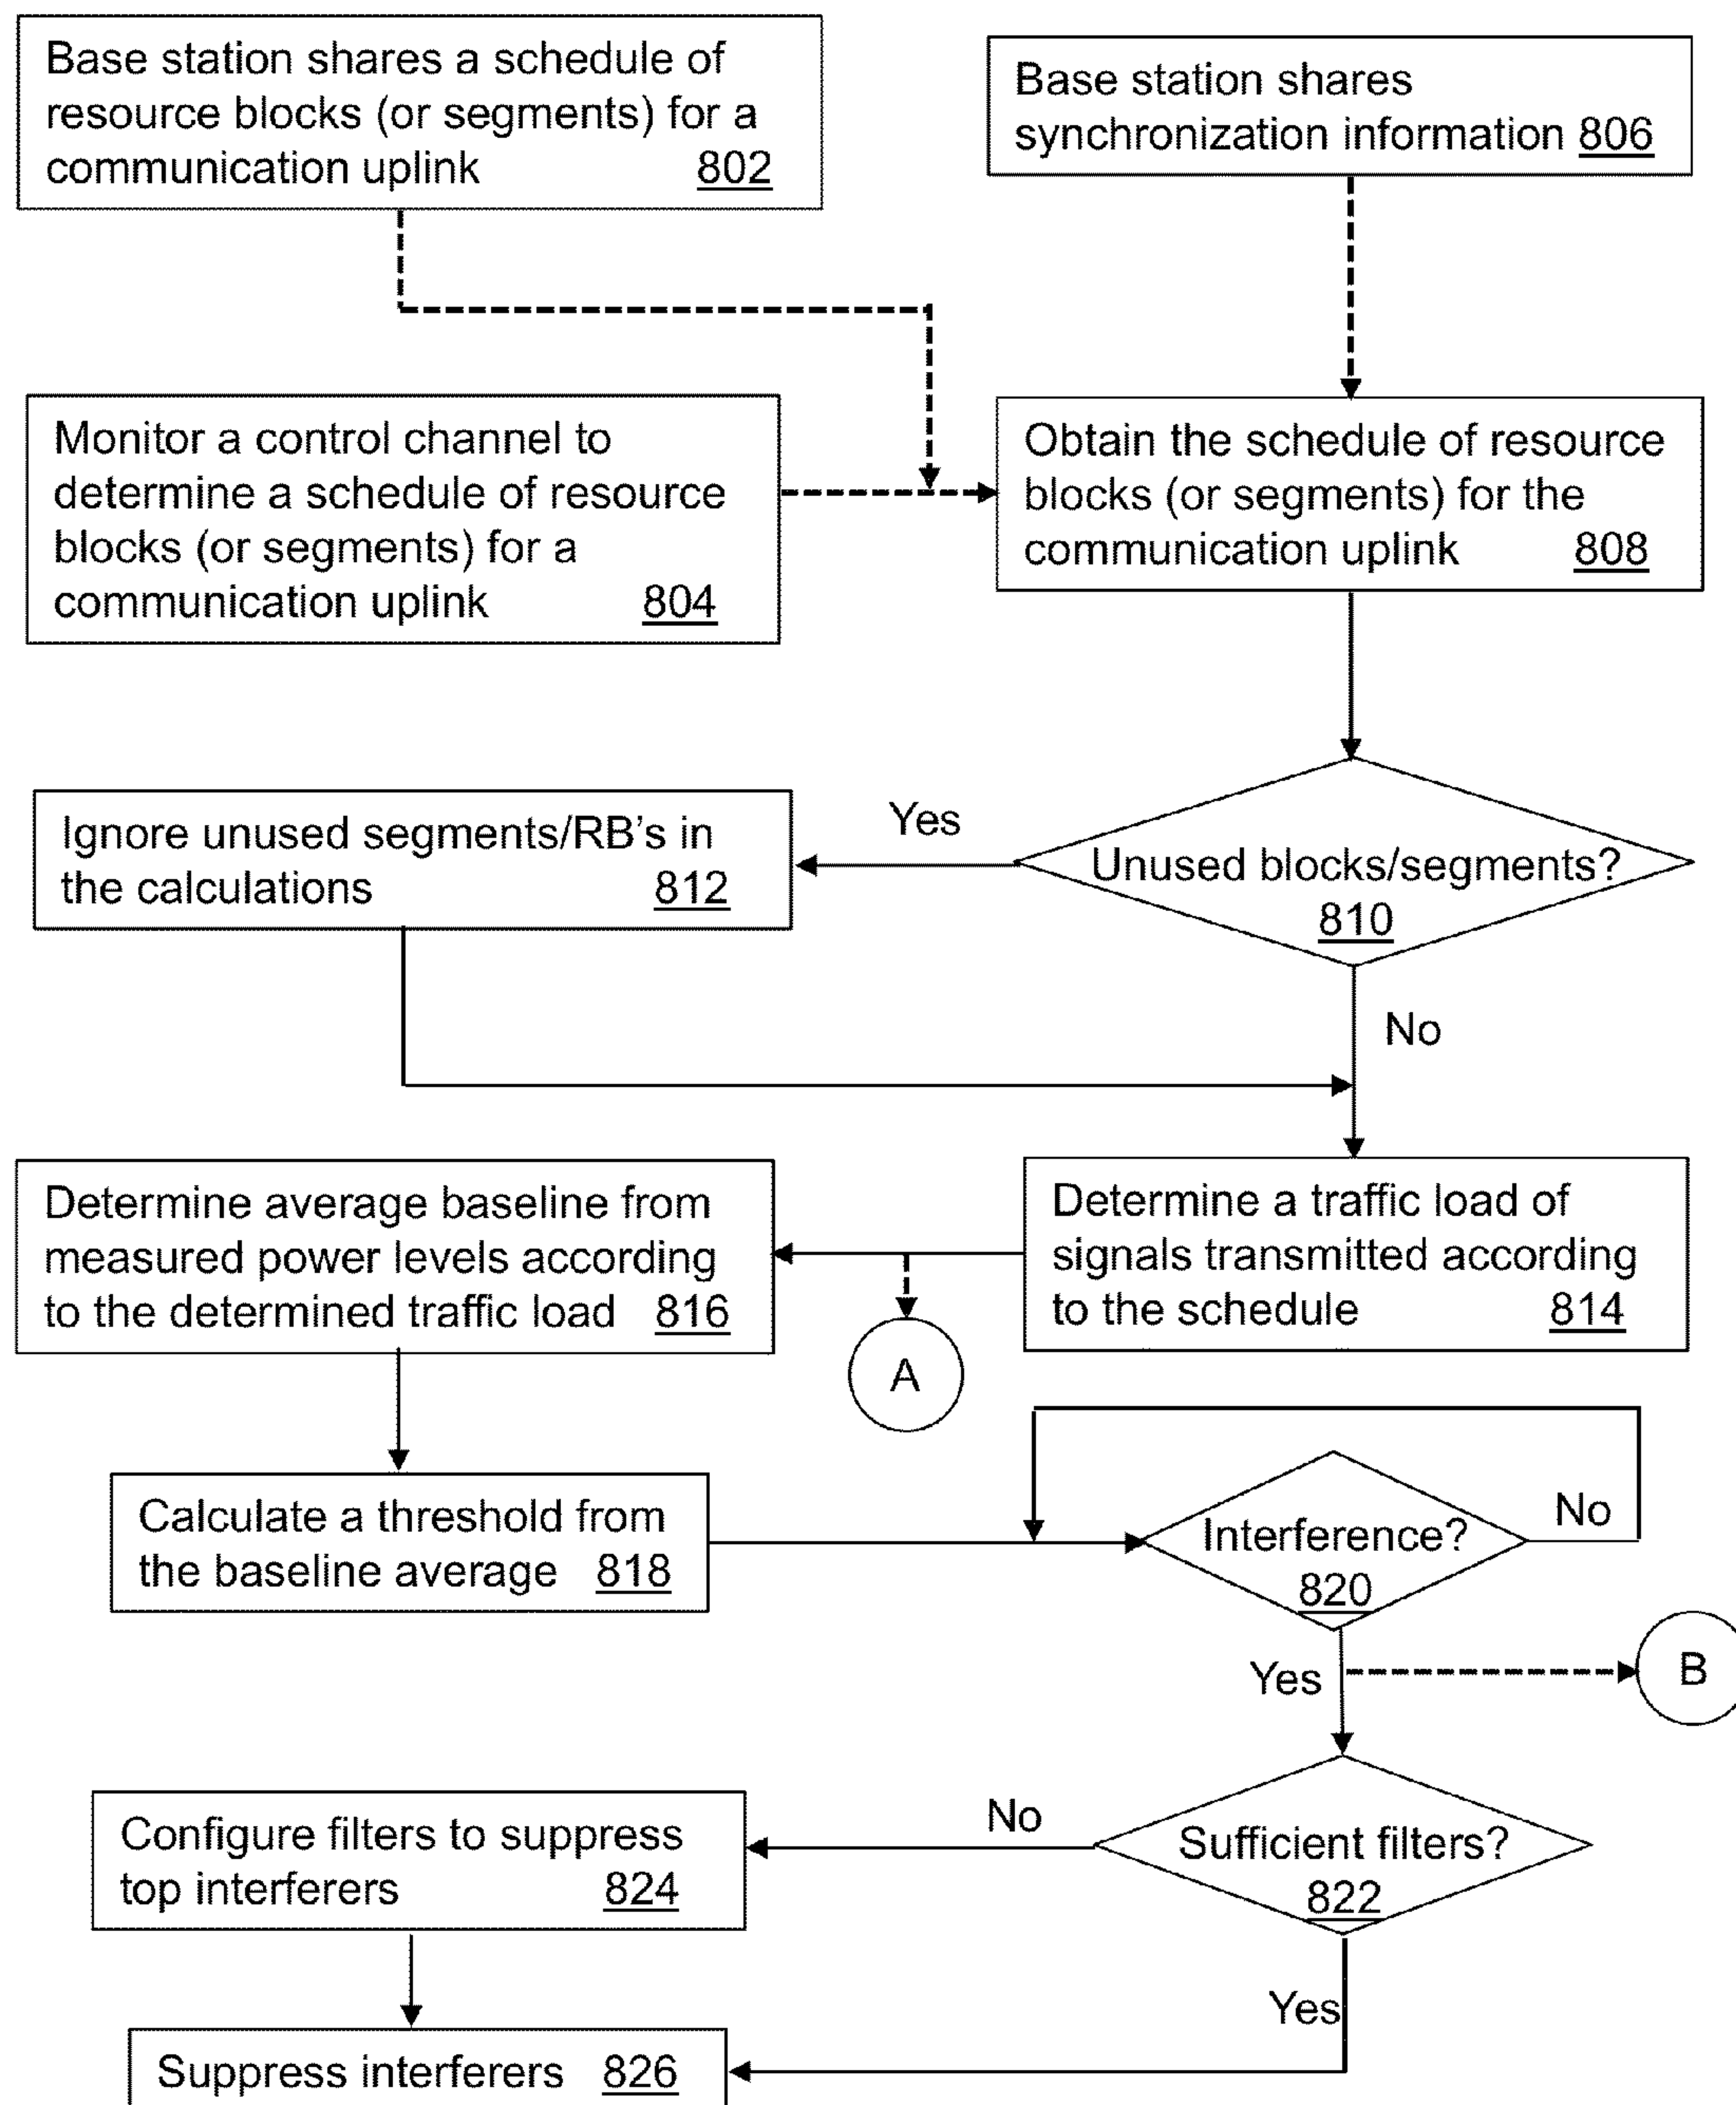 Base station shares a schedule of
resource blocks (or segments) for a
communication uplink 802
Base station shares
synchronization information 806
Monitor a control channel to
determine a schedule of resource
blocks (or segments) for a
communication uplink 804
Obtain the schedule of resource
blocks (or segments) for the
communication uplink 808
Yes
Unused blocks/segments?
810
Ignore unused segments/RB's in
the calculations 812
No
Determine average baseline from
measured power levels according
to the determined traffic load 816
Determine a traffic load of
signals transmitted according
to the schedule 814
A
Calculate a threshold from
the baseline average 818
Interference?
820
No
Yes
B
Configure filters to suppress
top interferers 824
No
Sufficient filters?
822
Yes
Suppress interferers 826